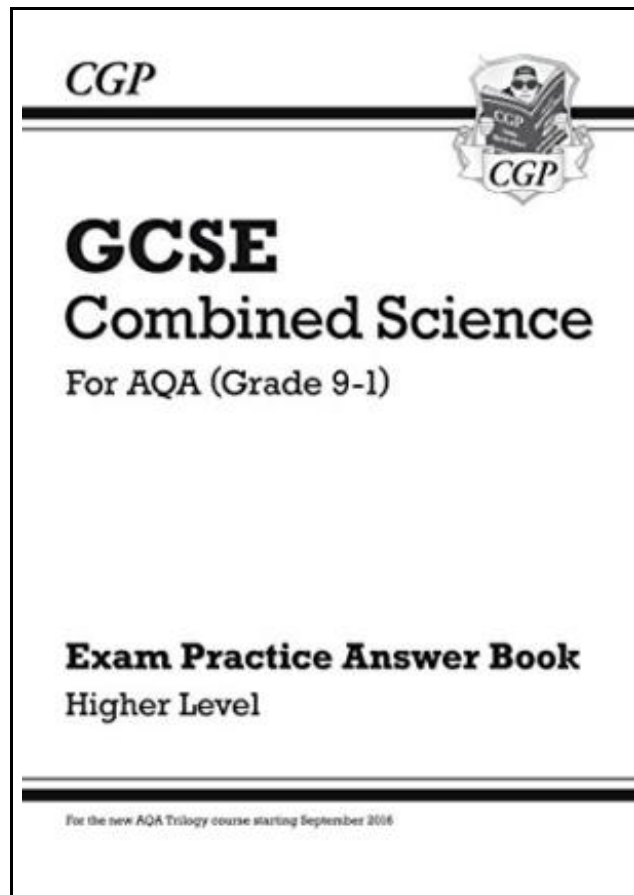 CGP
CGP
CGP
GCSE
Combined Science
For AQA (Grade 9-1)
Exam Practice Answer Book
Higher Level
For the new AQA Trilogy course starting September 2016